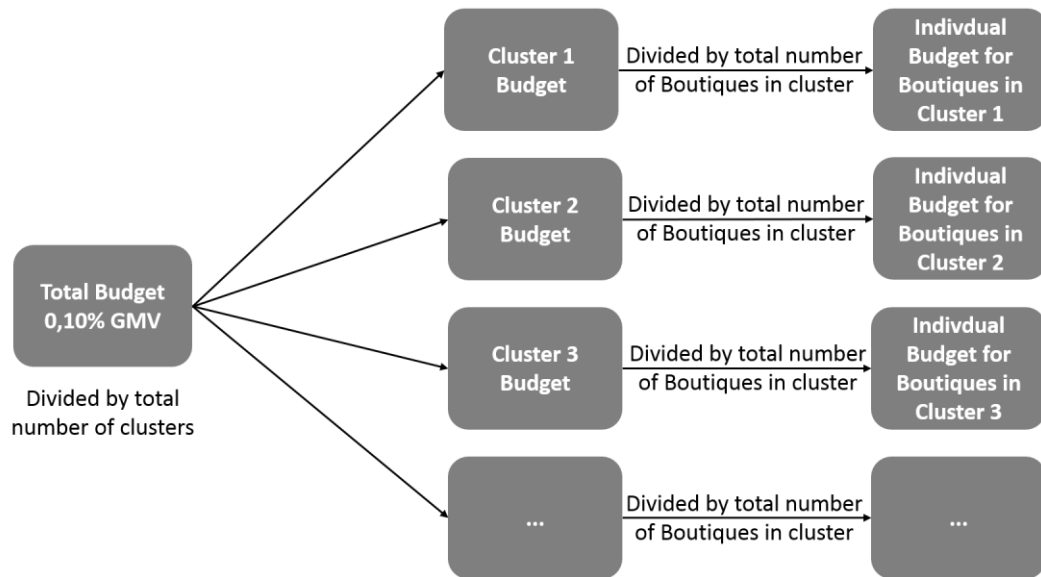 Total Budget
0,10% GMV
Divided by total
number of clusters
Cluster 1
Budget
Divided by total number
of Boutiques in cluster
Indivdual
Budget for
Boutiques in
Cluster 1
Cluster 2
Budget
Divided by total number
of Boutiques in cluster
Indivdual
Budget for
Boutiques in
Cluster 2
Cluster 3
Budget
Divided by total number
of Boutiques in cluster
Indivdual
Budget for
Boutiques in
Cluster 3
...
Divided by total number
of Boutiques in cluster
...